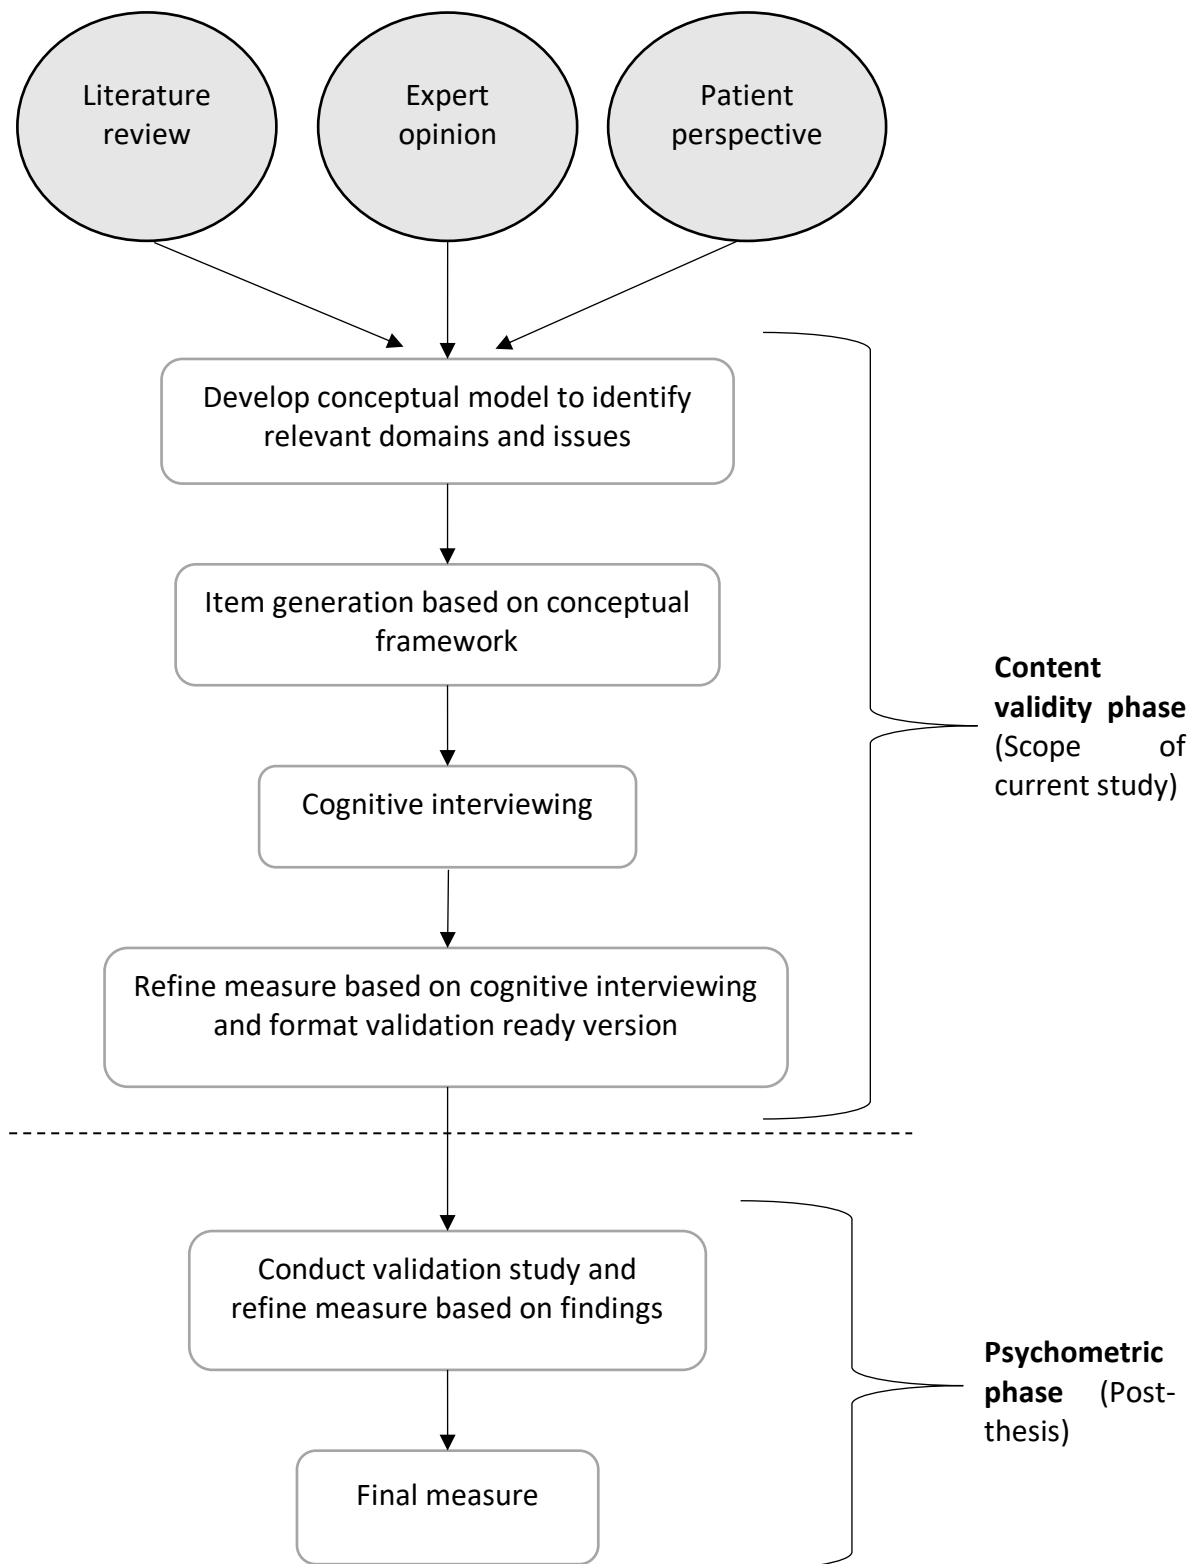 Literature
review
Expert
opinion
Patient
perspective
Develop conceptual model to identify
relevant domains and issues
Item generation based on conceptual
framework
Cognitive interviewing
Refine measure based on cognitive interviewing
and format validation ready version
Content
validity phase
(Scope of
current study)
Conduct validation study and
refine measure based on findings
Final measure
Psychometric
phase (Post-
thesis)